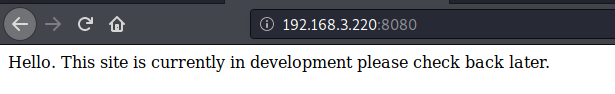 192.168.3.220:8080
Hello. This site is currently in development please check back later.